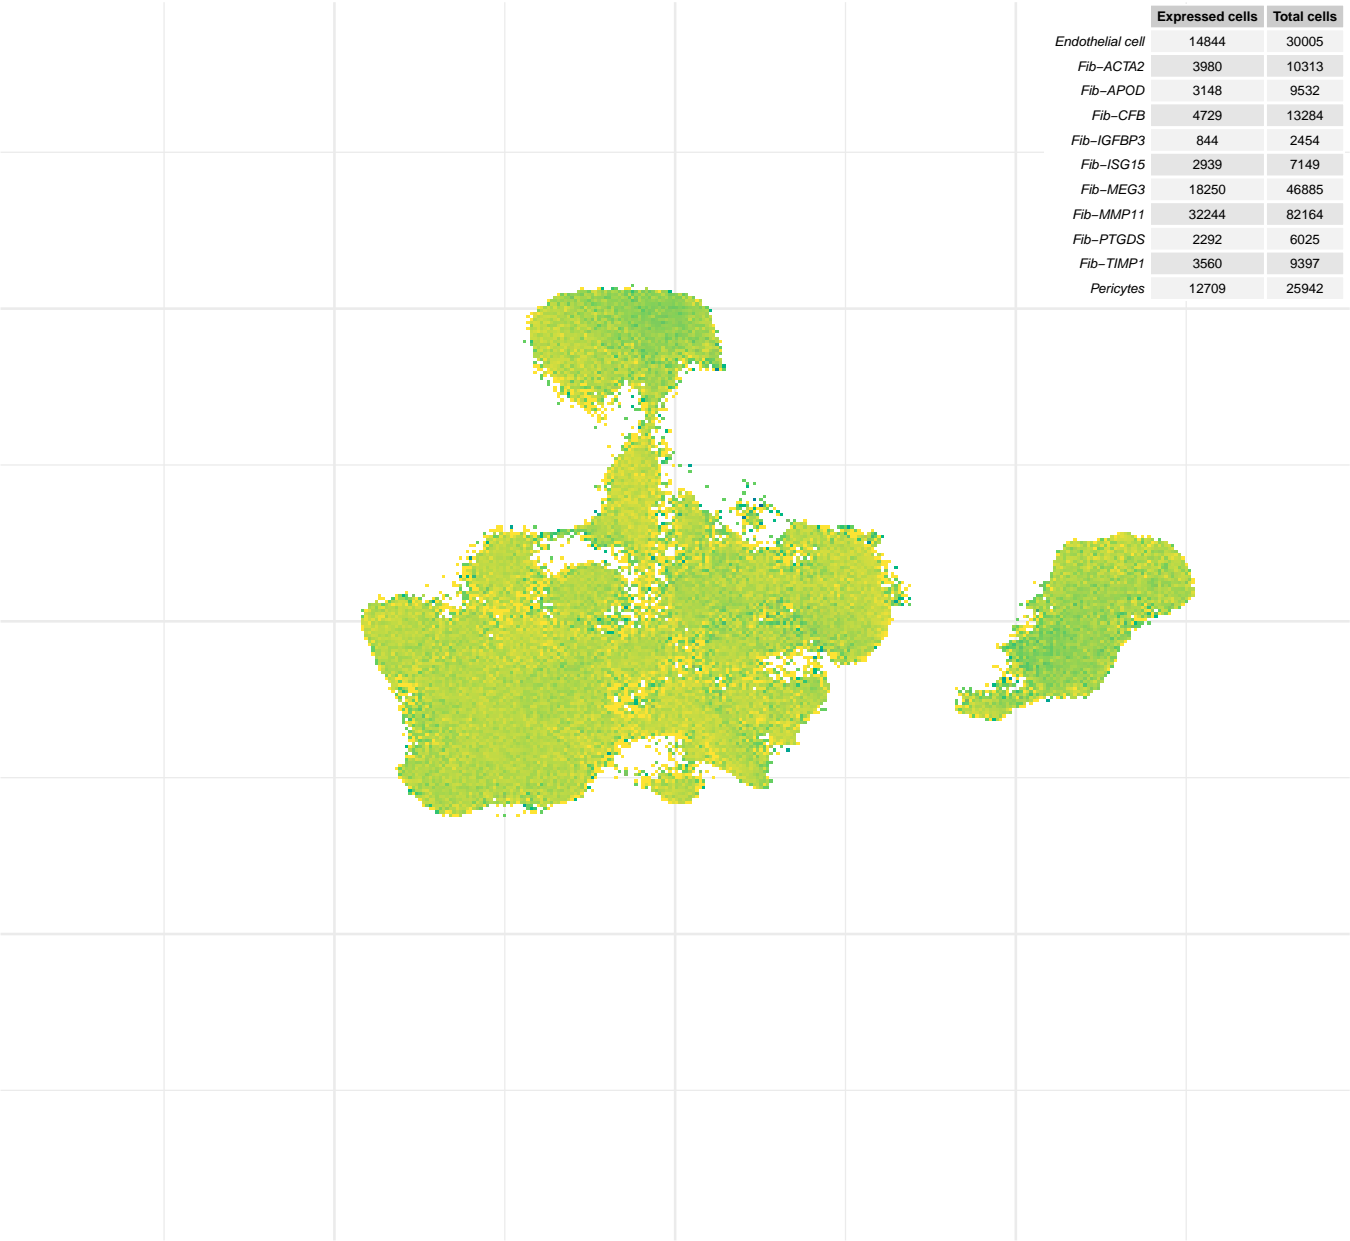 Expressed cells Total cells
Endothelial cell 14844 30005
Fib−ACTA2 3980 10313
Fib−APOD 3148 9532
Fib−CFB 4729 13284
Fib−IGFBP3 844 2454
Fib−ISG15 2939 7149
Fib−MEG3 18250 46885
Fib−MMP11 32244 82164
Fib−PTGDS 2292 6025
Fib−TIMP1 3560 9397
Pericytes 12709 25942